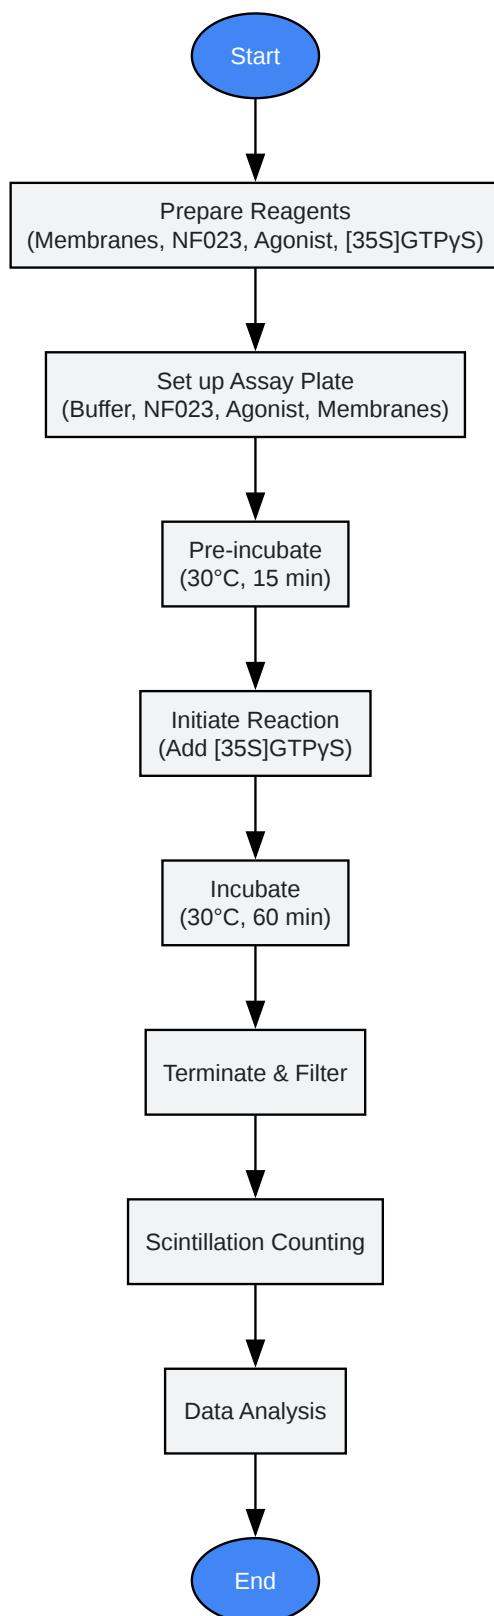 Start
Prepare Reagents
(Membranes, NF023, Agonist, [35S]GTPγS)
Set up Assay Plate
(Buffer, NF023, Agonist, Membranes)
Pre-incubate
(30°C, 15 min)
Initiate Reaction
(Add [35S]GTPγS)
Incubate
(30°C, 60 min)
Terminate & Filter
Scintillation Counting
Data Analysis
End